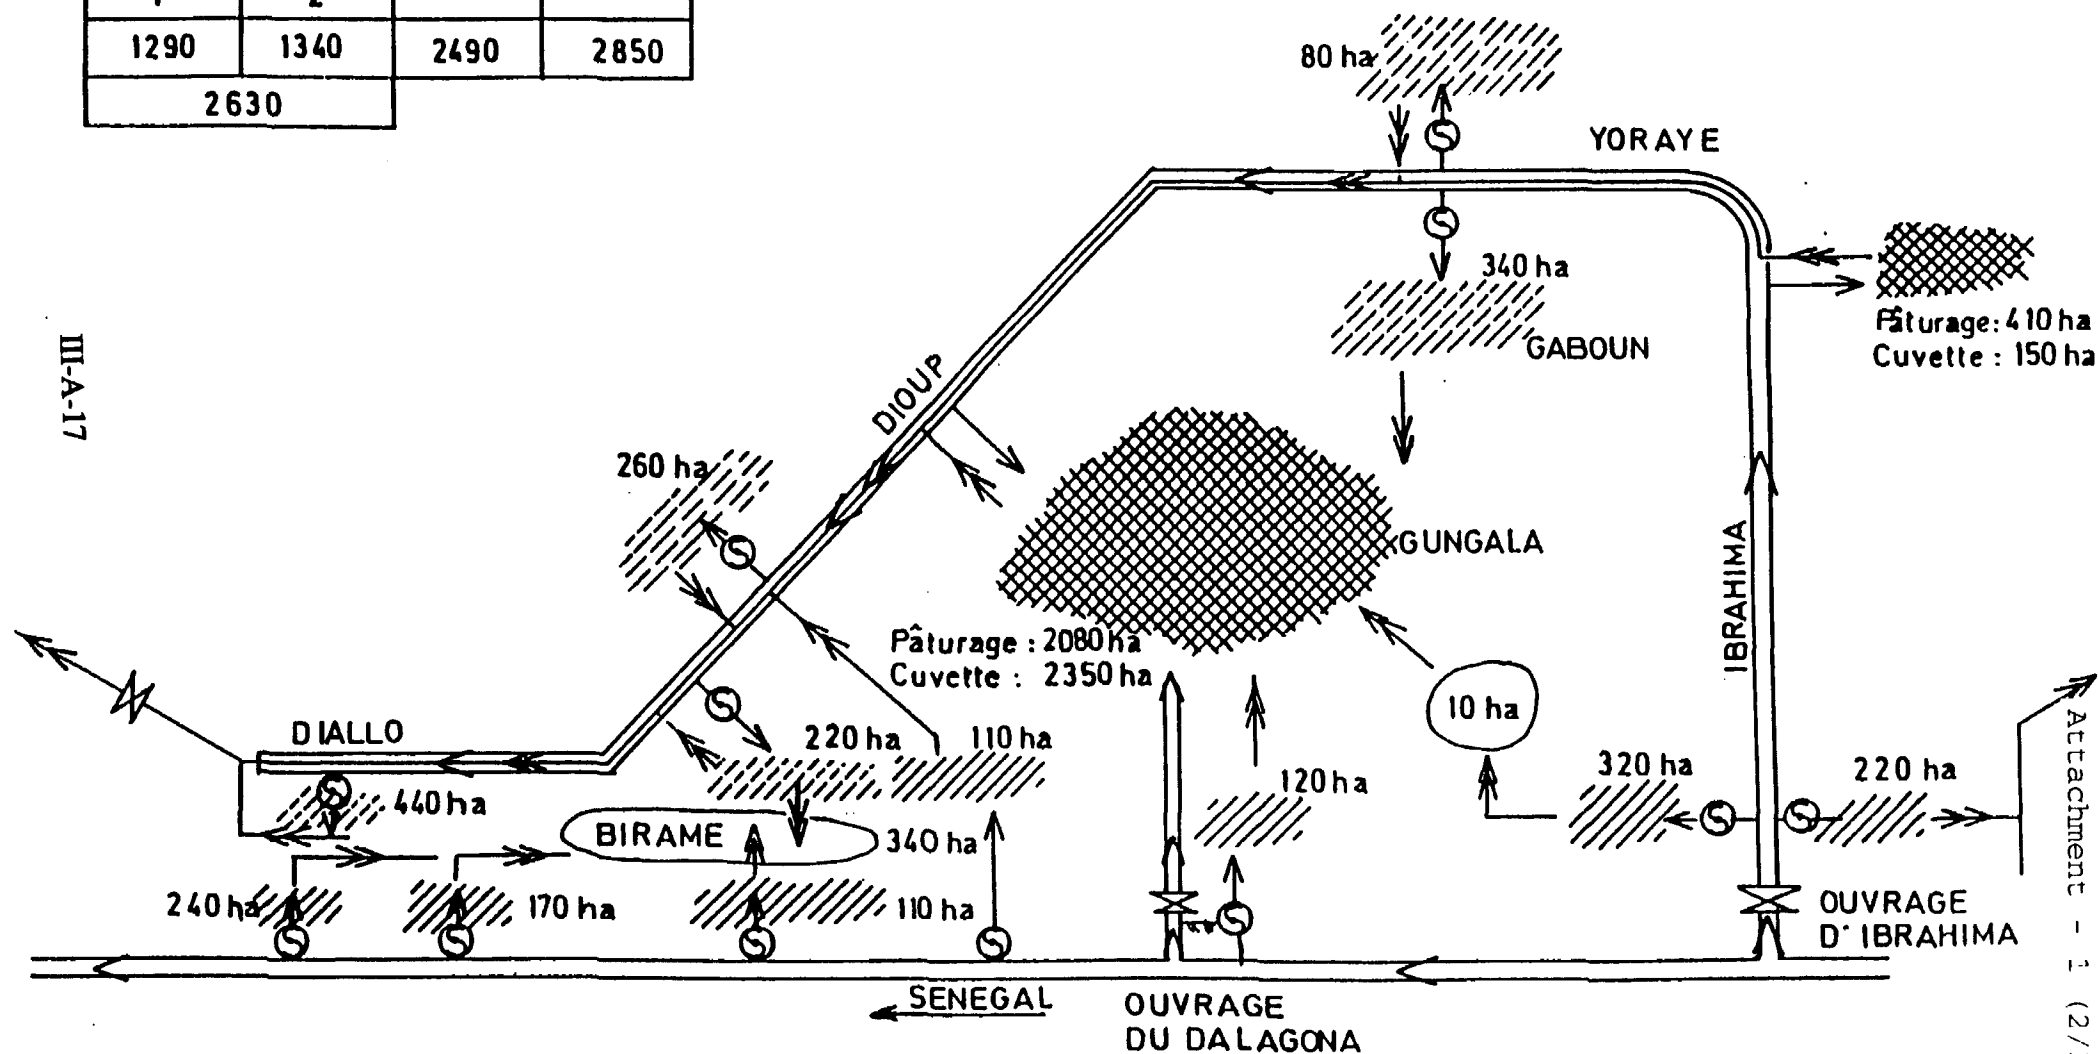 1290 1340 2490 2850
2630
80 ha
YORAYE
340 ha
GABOUN
Pâturage: 410 ha
Cuvette : 150 ha
III-A-17
DIOUP
260 ha
GUNGALA
IBRAHIMA
Pâturage : 2080 ha
Cuvette : 2350 ha
10 ha
DIALLO
220 ha
110 ha
120 ha
320 ha
220 ha
440 ha
BIRAME
340 ha
240 ha
170 ha
110 ha
OUVRAGE
D'IBRAHIMA
SENEGAL
OUVRAGE
DU DALAGONA
Attachment - 1 (2/